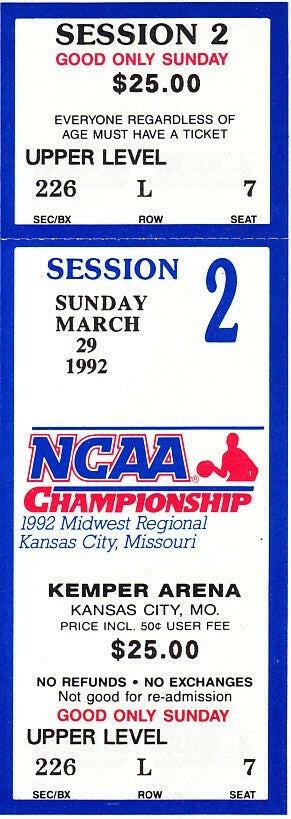 SESSION 2
GOOD ONLY SUNDAY
$25.00
EVERYONE REGARDLESS OF
AGE MUST HAVE A TICKET
UPPER LEVEL
226 L 7
SEC/BX ROW SEAT
SESSION 2
SUNDAY
MARCH
29
1992
NCAA®
CHAMPIONSHIP
1992 Midwest Regional
Kansas City, Missouri
KEMPER ARENA
KANSAS CITY, MO.
PRICE INCL. 50¢ USER FEE
$25.00
NO REFUNDS • NO EXCHANGES
Not good for re-admission
GOOD ONLY SUNDAY
UPPER LEVEL
226 L 7
SEC/BX ROW SEAT